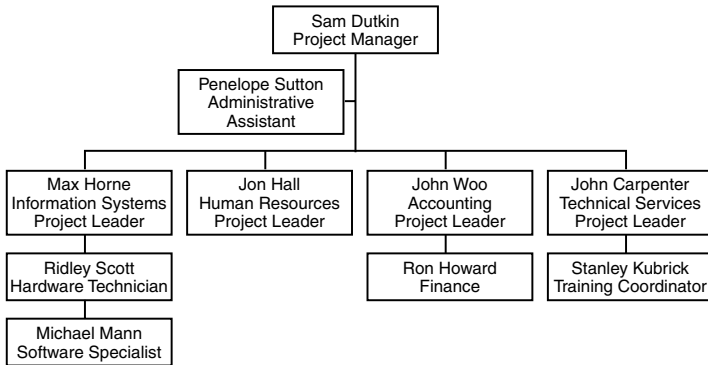 Sam Dutkin
Project Manager
Penelope Sutton
Administrative
Assistant
Max Horne
Information Systems
Project Leader
Jon Hall
Human Resources
Project Leader
John Woo
Accounting
Project Leader
John Carpenter
Technical Services
Project Leader
Ridley Scott
Hardware Technician
Ron Howard
Finance
Stanley Kubrick
Training Coordinator
Michael Mann
Software Specialist